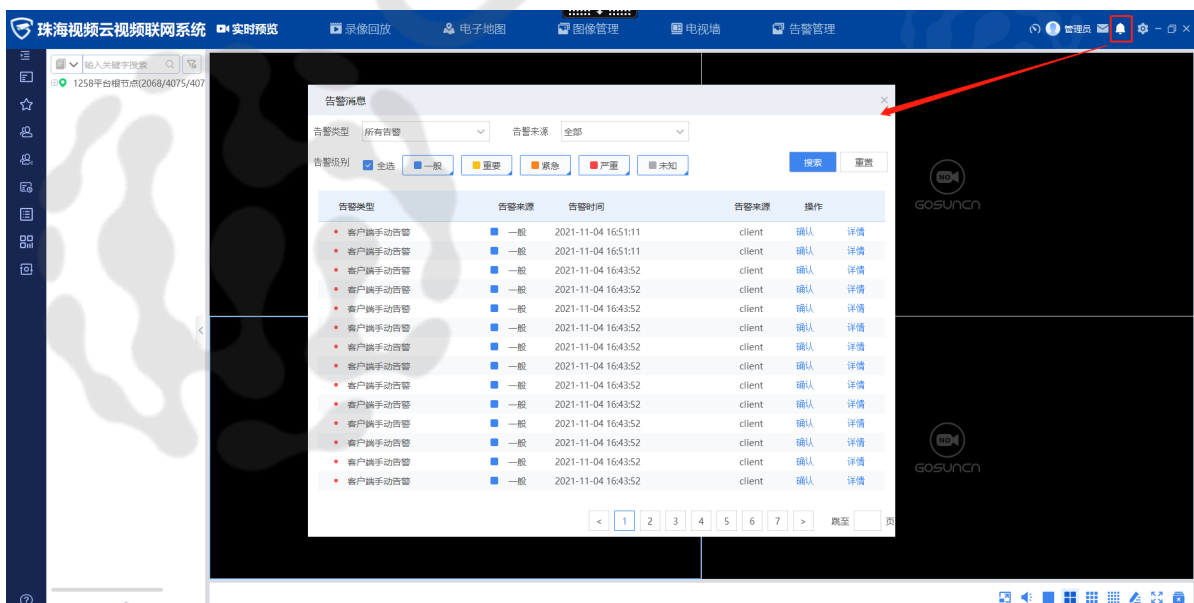 珠海视频云视频联网系统 实时预览 录像回放 电子地图 图像管理 电视墙 告警管理 管理员
输入关键字搜索
1258平台根节点(2068/4075/407
告警消息
告警类型 所有告警 告警来源 全部
告警级别 全选 一般 重要 紧急 严重 未知 搜索 重置
告警类型 告警来源 告警时间 告警来源 操作
客户端手动告警 一般 2021-11-04 16:51:11 client 确认 详情
客户端手动告警 一般 2021-11-04 16:51:11 client 确认 详情
客户端手动告警 一般 2021-11-04 16:43:52 client 确认 详情
客户端手动告警 一般 2021-11-04 16:43:52 client 确认 详情
客户端手动告警 一般 2021-11-04 16:43:52 client 确认 详情
客户端手动告警 一般 2021-11-04 16:43:52 client 确认 详情
客户端手动告警 一般 2021-11-04 16:43:52 client 确认 详情
客户端手动告警 一般 2021-11-04 16:43:52 client 确认 详情
客户端手动告警 一般 2021-11-04 16:43:52 client 确认 详情
客户端手动告警 一般 2021-11-04 16:43:52 client 确认 详情
客户端手动告警 一般 2021-11-04 16:43:52 client 确认 详情
客户端手动告警 一般 2021-11-04 16:43:52 client 确认 详情
客户端手动告警 一般 2021-11-04 16:43:52 client 确认 详情
客户端手动告警 一般 2021-11-04 16:43:52 client 确认 详情
< 1 2 3 4 5 6 7 > 跳至 页
NO
GOSUNCN
NO
GOSUNCN